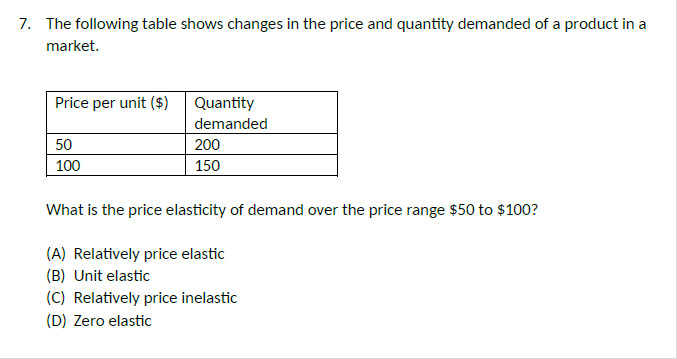 7. The following table shows changes in the price and quantity demanded of a product in a
market.
Price per unit ($) Quantity
demanded
50 200
100 150
What is the price elasticity of demand over the price range $50 to $100?
(A) Relatively price elastic
(B) Unit elastic
(C) Relatively price inelastic
(D) Zero elastic